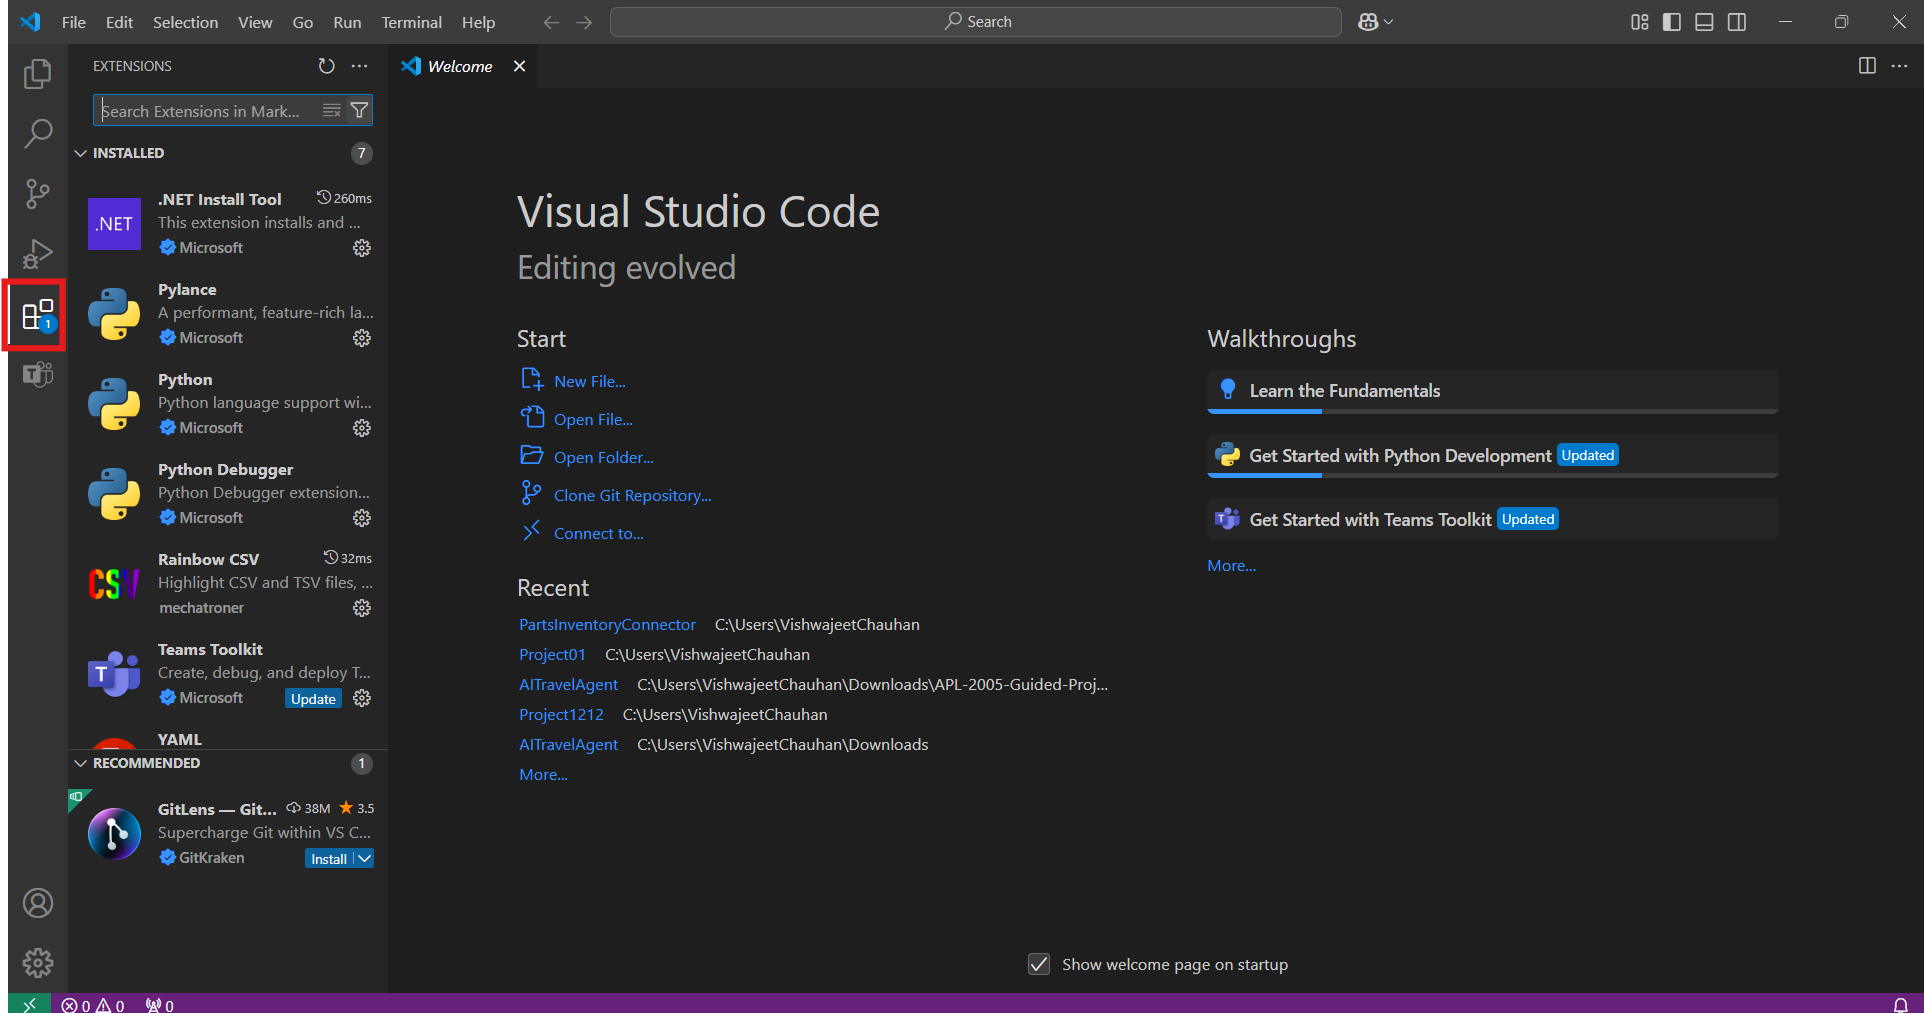 File Edit Selection View Go Run Terminal Help
Search
EXTENSIONS
Search Extensions in Mark...
INSTALLED 7
.NET
.NET Install Tool 260ms
This extension installs and ...
Microsoft
Pylance
A performant, feature-rich la...
Microsoft
Python
Python language support wi...
Microsoft
Python Debugger
Python Debugger extension...
Microsoft
CSV
Rainbow CSV 32ms
Highlight CSV and TSV files, ...
mechatroner
T
Teams Toolkit
Create, debug, and deploy T...
Microsoft Update
YAML
RECOMMENDED 1
GitLens — Git... 38M 3.5
Supercharge Git within VS C...
GitKraken Install
1
T
Welcome
Visual Studio Code
Editing evolved
Start
New File...
Open File...
Open Folder...
Clone Git Repository...
Connect to...
Recent
PartsInventoryConnector C:\Users\VishwajeetChauhan
Project01 C:\Users\VishwajeetChauhan
AITravelAgent C:\Users\VishwajeetChauhan\Downloads\APL-2005-Guided-Proj...
Project1212 C:\Users\VishwajeetChauhan
AITravelAgent C:\Users\VishwajeetChauhan\Downloads
More...
Walkthroughs
Learn the Fundamentals
Get Started with Python Development Updated
Get Started with Teams Toolkit Updated
More...
Show welcome page on startup
0 0 0